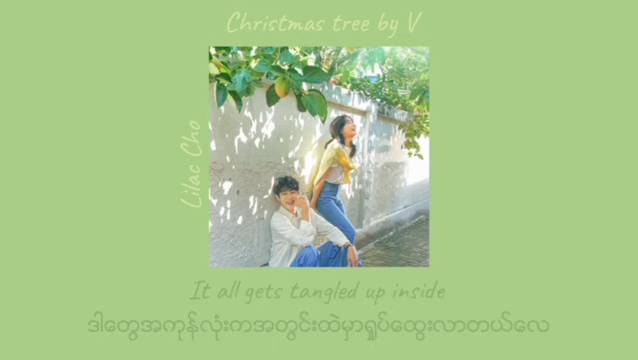 Christmas tree by V
Lilac Cho
It all gets tangled up inside
ဒါတွေအကုန်လုံးကအတွင်းထဲမှာရှုပ်ထွေးလာတယ်လေ